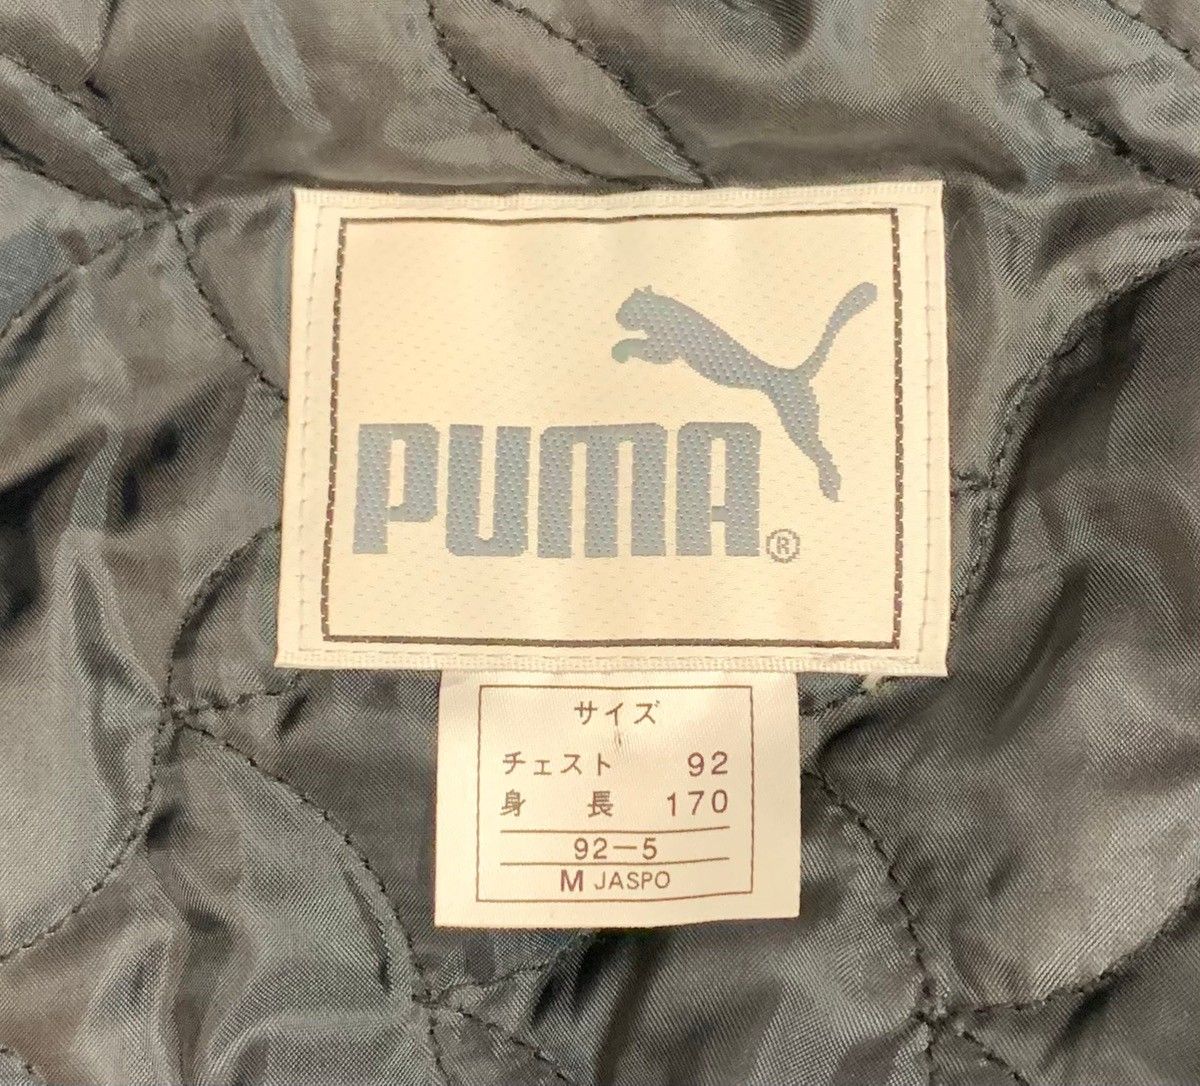 PUMA®
サイズ
チェスト 92
身長 170
92-5
M JASPO